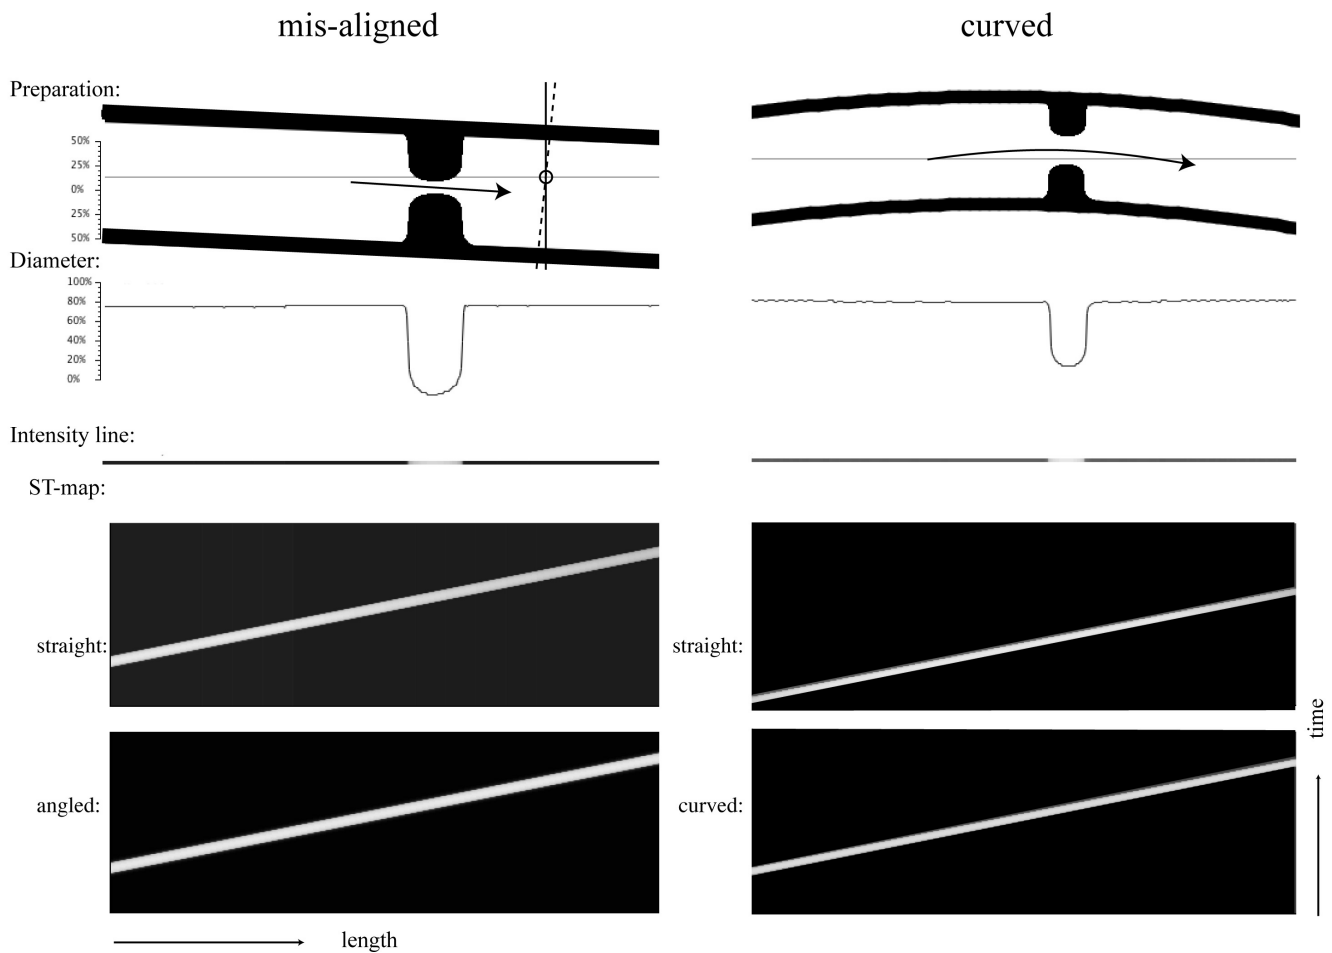 mis-aligned
curved
Preparation:
50%
25%
0%
25%
50%
Diameter:
100%
80%
60%
40%
20%
0%
Intensity line:
ST-map:
straight:
straight:
angled:
curved:
time
length